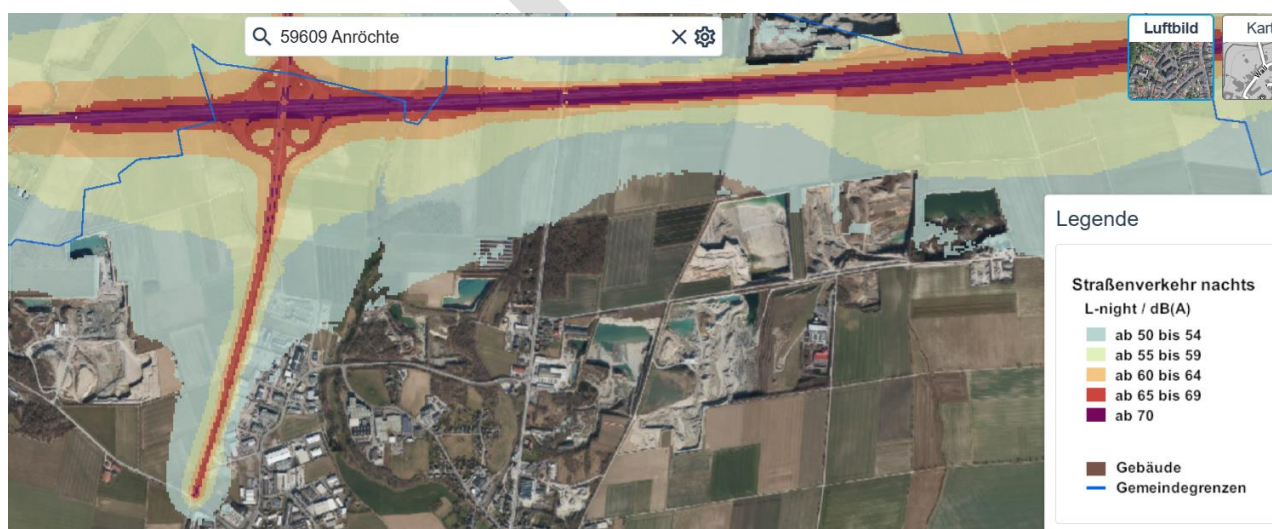 59609 Anröchte
Luftbild
Kart
Legende
Straßenverkehr nachts
L-night / dB(A)
ab 50 bis 54
ab 55 bis 59
ab 60 bis 64
ab 65 bis 69
ab 70
Gebäude
Gemeindegrenzen